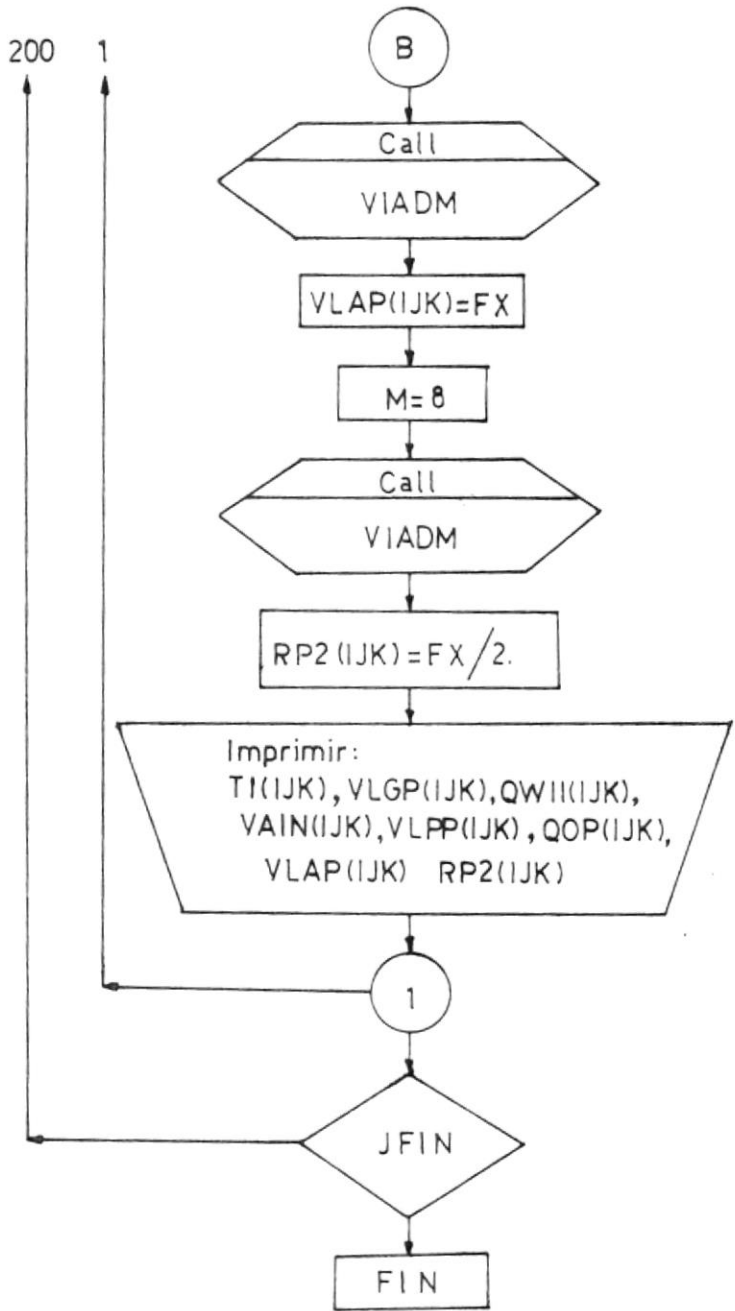 200
1
B
Call
VIADM
VLAP(IJK)=FX
M=8
Call
VIADM
RP2(IJK)=FX/2.
Imprimir:
TI(IJK), VLGP(IJK), QWII(IJK),
VAIN(IJK), VLPP(IJK), QOP(IJK),
VLAP(IJK) RP2(IJK)
1
JFIN
FIN